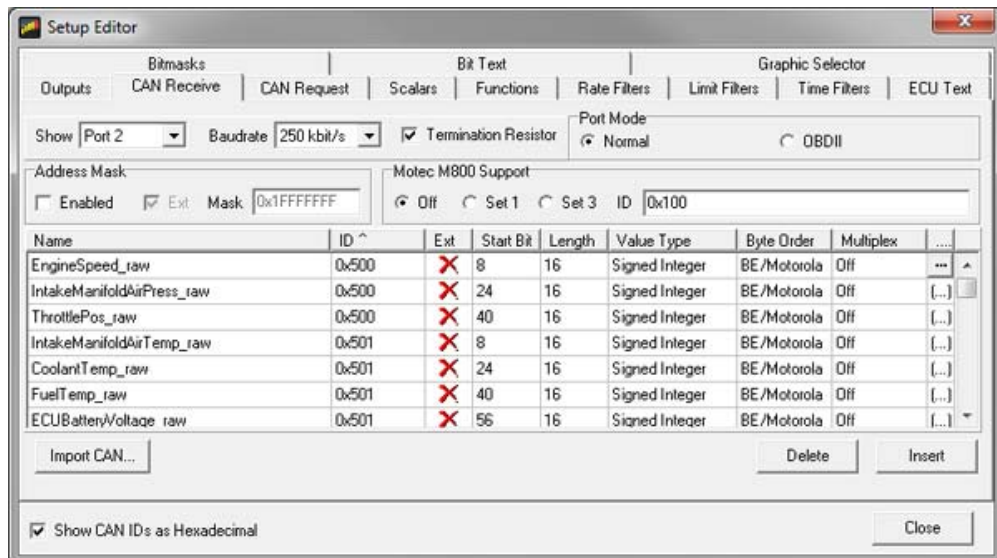 Setup Editor
Bitmasks Bit Text Graphic Selector
Outputs CAN Receive CAN Request Scalars Functions Rate Filters Limit Filters Time Filters ECU Text
Port Mode
Show Port 2 Baudrate 250 kbit/s Termination Resistor Normal OBDII
Address Mask Motec M800 Support
Enabled Ext Mask 0x1FFFFFFF Off Set 1 Set 3 ID 0x100
Name ID ^ Ext Start Bit Length Value Type Byte Order Multiplex ....
EngineSpeed_raw 0x500 8 16 Signed Integer BE/Motorola Off ...
IntakeManifoldAirPress_raw 0x500 24 16 Signed Integer BE/Motorola Off (...)
ThrottlePos_raw 0x500 40 16 Signed Integer BE/Motorola Off (...)
IntakeManifoldAirTemp_raw 0x501 8 16 Signed Integer BE/Motorola Off (...)
CoolantTemp_raw 0x501 24 16 Signed Integer BE/Motorola Off (...)
FuelTemp_raw 0x501 40 16 Signed Integer BE/Motorola Off (...)
ECUBatteryVoltage_raw 0x501 56 16 Signed Integer BE/Motorola Off (...)
Import CAN... Delete Insert
Show CAN IDs as Hexadecimal Close